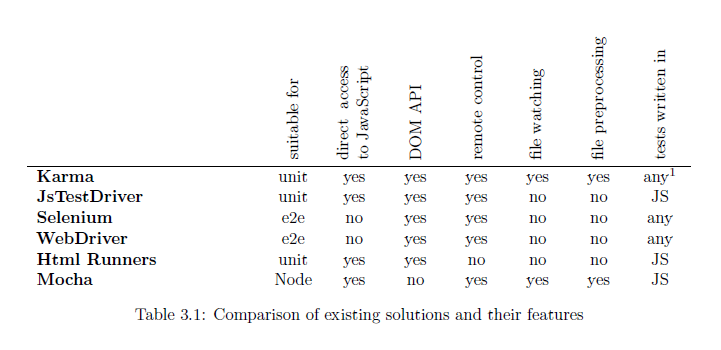 suitable for
direct access
to JavaScript
DOM API
remote control
file watching
file preprocessing
tests written in
Karma unit yes yes yes yes yes any¹
JsTestDriver unit yes yes yes no no JS
Selenium e2e no yes yes no no any
WebDriver e2e no yes yes no no any
Html Runners unit yes yes no no no JS
Mocha Node yes no no yes yes JS
Table 3.1: Comparison of existing solutions and their features